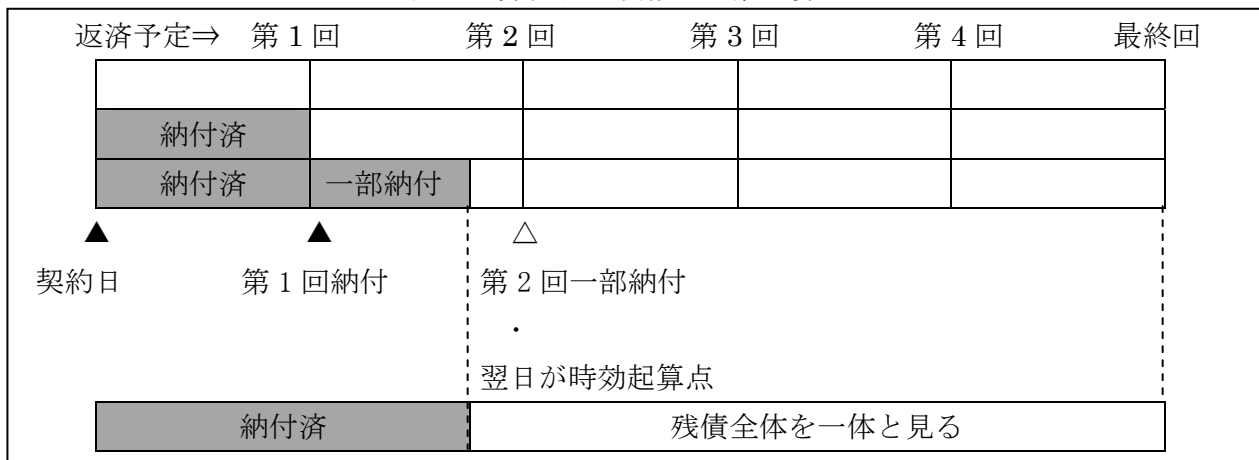 返済予定⇒ 第1回 第2回 第3回 第4回 最終回
納付済
納付済 一部納付
▲ ▲ △
契約日 第1回納付 第2回一部納付
・
翌日が時効起算点
納付済 残債全体を一体と見る